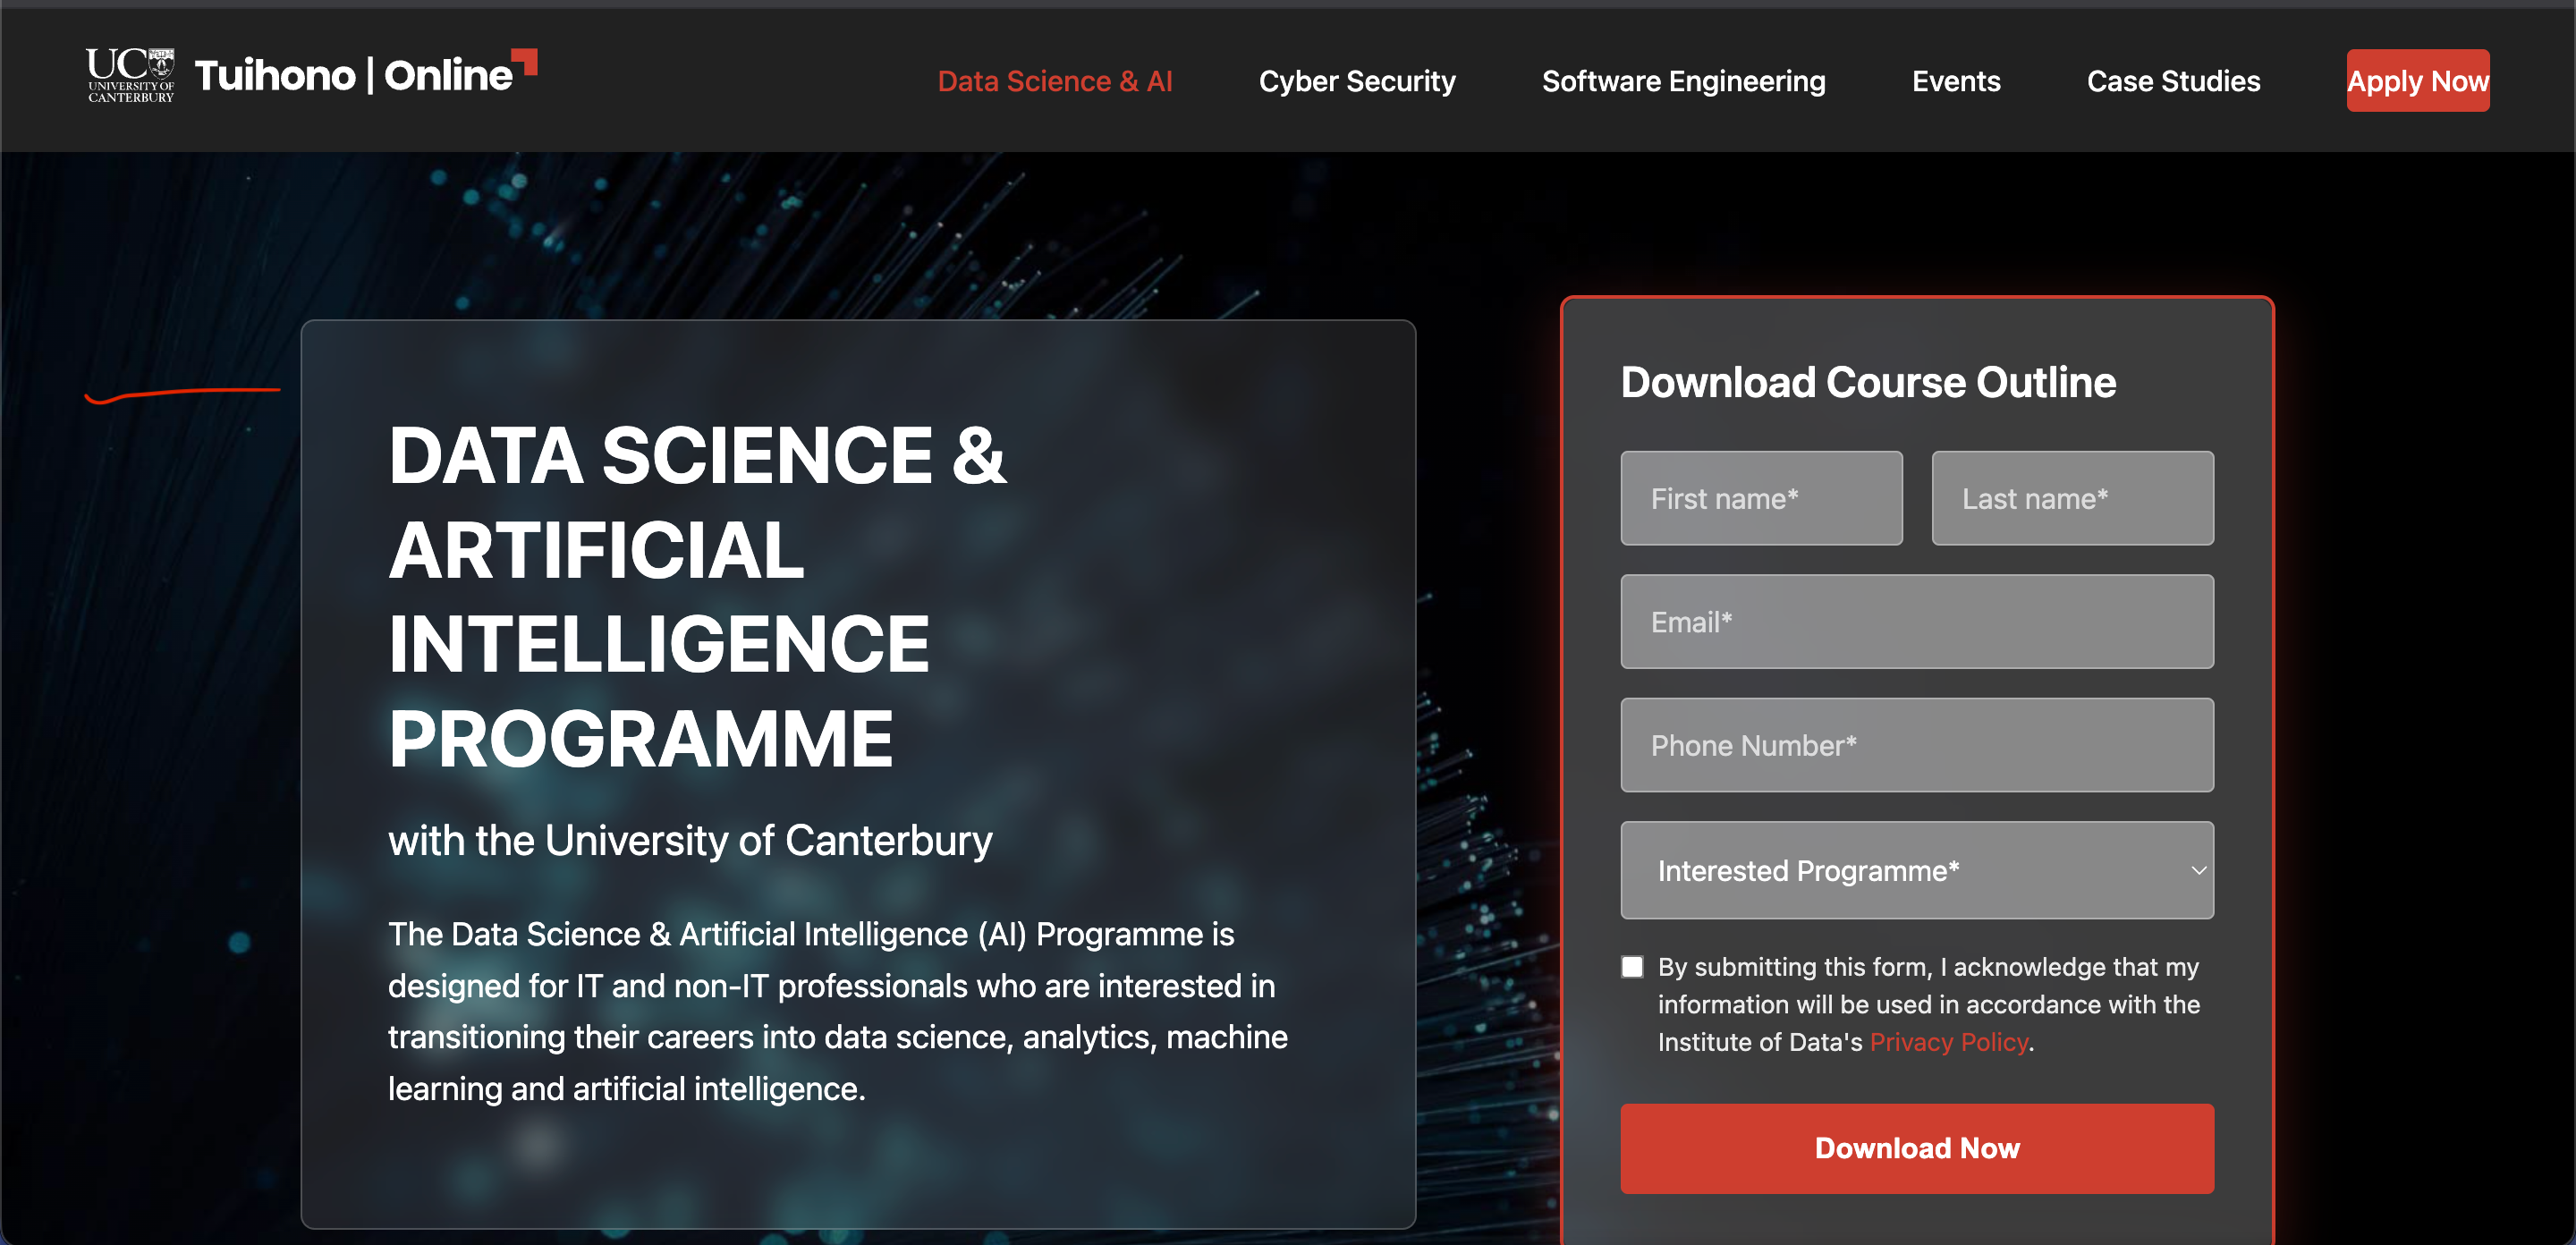 UC
UNIVERSITY OF
CANTERBURY
Tuihono | Online
Data Science & AI
Cyber Security
Software Engineering
Events
Case Studies
Apply Now
DATA SCIENCE &
ARTIFICIAL
INTELLIGENCE
PROGRAMME
with the University of Canterbury
The Data Science & Artificial Intelligence (AI) Programme is
designed for IT and non-IT professionals who are interested in
transitioning their careers into data science, analytics, machine
learning and artificial intelligence.
Download Course Outline
First name*
Last name*
Email*
Phone Number*
Interested Programme*
By submitting this form, I acknowledge that my
information will be used in accordance with the
Institute of Data's Privacy Policy.
Download Now